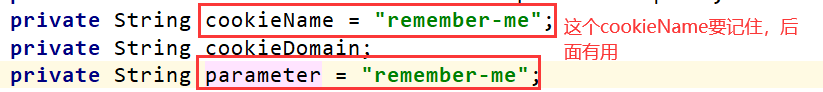 private String cookieName = "remember-me";
这个cookieName要记住，后面有用
private String cookieDomain;
private String parameter = "remember-me";